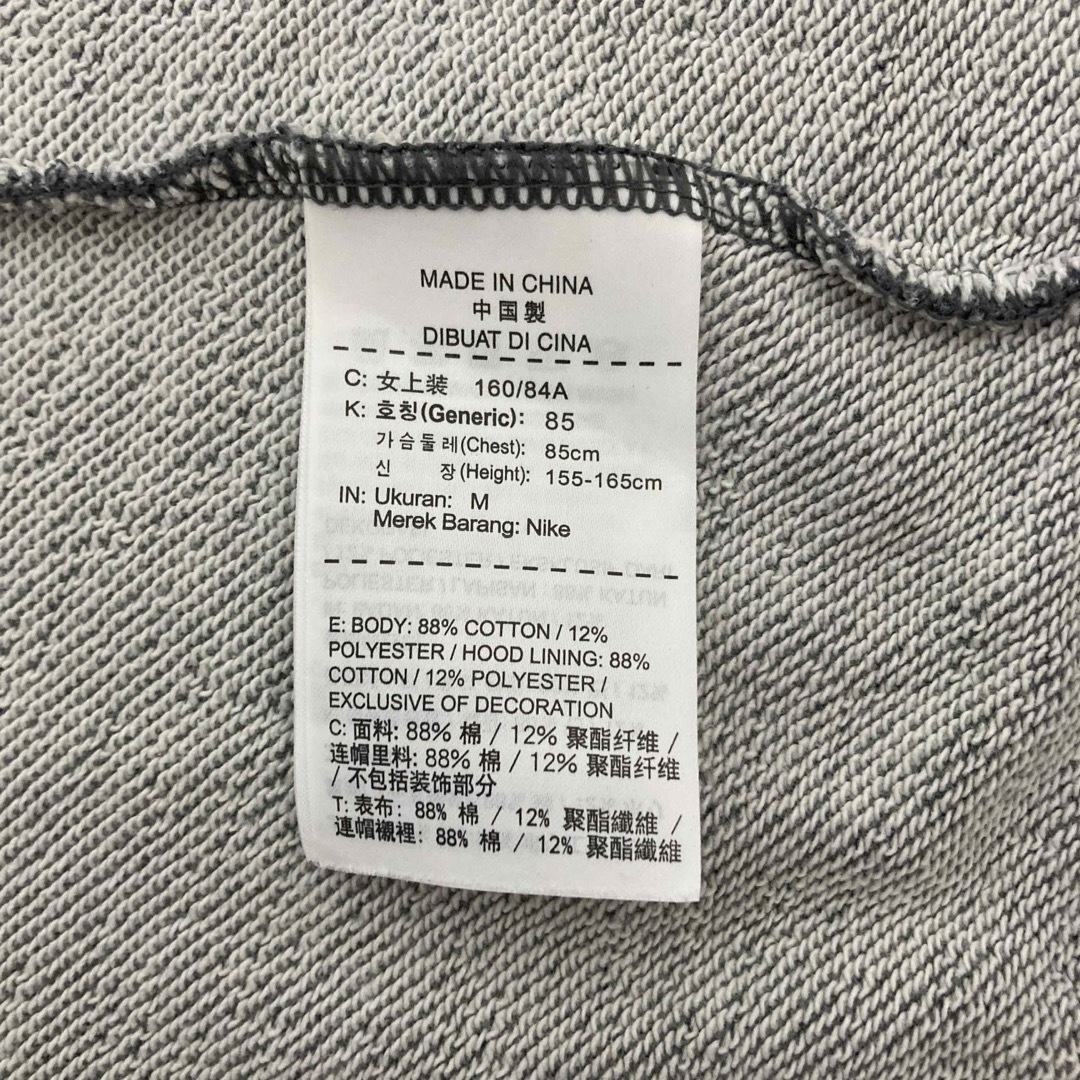 MADE IN CHINA
中国製
DIBUAT DI CINA
C: 女上装 160/84A
K: 호칭(Generic): 85
가슴둘레(Chest): 85cm
신 장(Height): 155-165cm
IN: Ukuran: M
Merek Barang: Nike
E: BODY: 88% COTTON / 12%
POLYESTER / HOOD LINING: 88%
COTTON / 12% POLYESTER /
EXCLUSIVE OF DECORATION
C: 面料: 88% 棉 / 12% 聚酯纤维 /
连帽里料: 88% 棉 / 12% 聚酯纤维
/ 不包括装饰部分
T: 表布: 88% 棉 / 12% 聚酯纖維 /
連帽襯裡: 88% 棉 / 12% 聚酯纖維